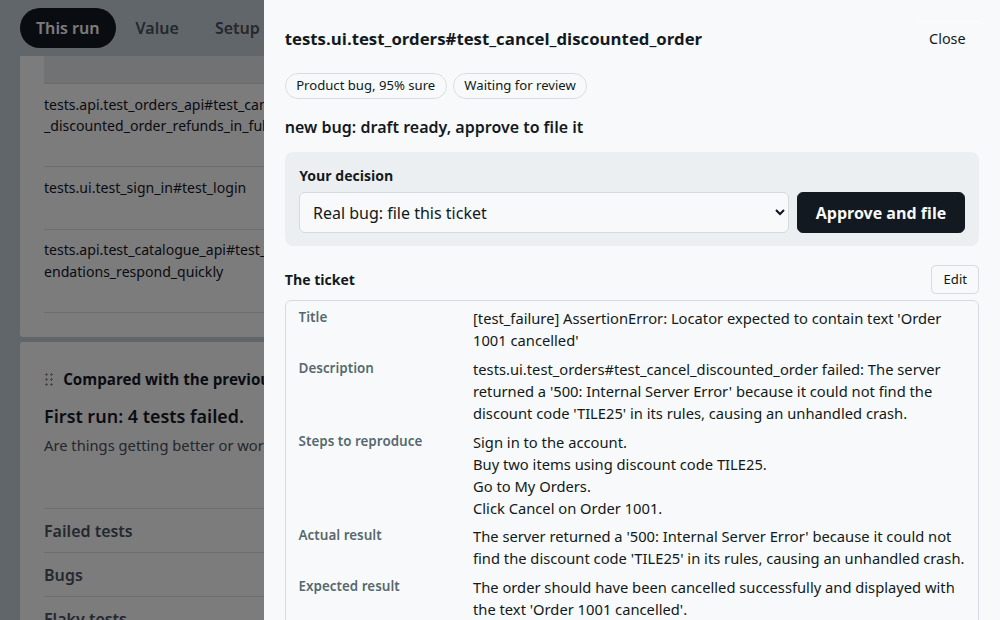 This run
Value
Setup
tests.api.test_orders_api#test_car
_discounted_order_refunds_in_ful
tests.ui.test_sign_in#test_login
tests.api.test_catalogue_api#test_
endations_respond_quickly
Compared with the previou
First run: 4 tests failed.
Are things getting better or wor
Failed tests
Bugs
Flaky tests
tests.ui.test_orders#test_cancel_discounted_order
Close
Product bug, 95% sure
Waiting for review
new bug: draft ready, approve to file it
Your decision
Real bug: file this ticket
Approve and file
The ticket
Edit
Title
[test_failure] AssertionError: Locator expected to contain text 'Order
1001 cancelled'
Description
tests.ui.test_orders#test_cancel_discounted_order failed: The server
returned a '500: Internal Server Error' because it could not find the
discount code 'TILE25' in its rules, causing an unhandled crash.
Steps to reproduce
Sign in to the account.
Buy two items using discount code TILE25.
Go to My Orders.
Click Cancel on Order 1001.
Actual result
The server returned a '500: Internal Server Error' because it could not
find the discount code 'TILE25' in its rules, causing an unhandled crash.
Expected result
The order should have been cancelled successfully and displayed with
the text 'Order 1001 cancelled'.